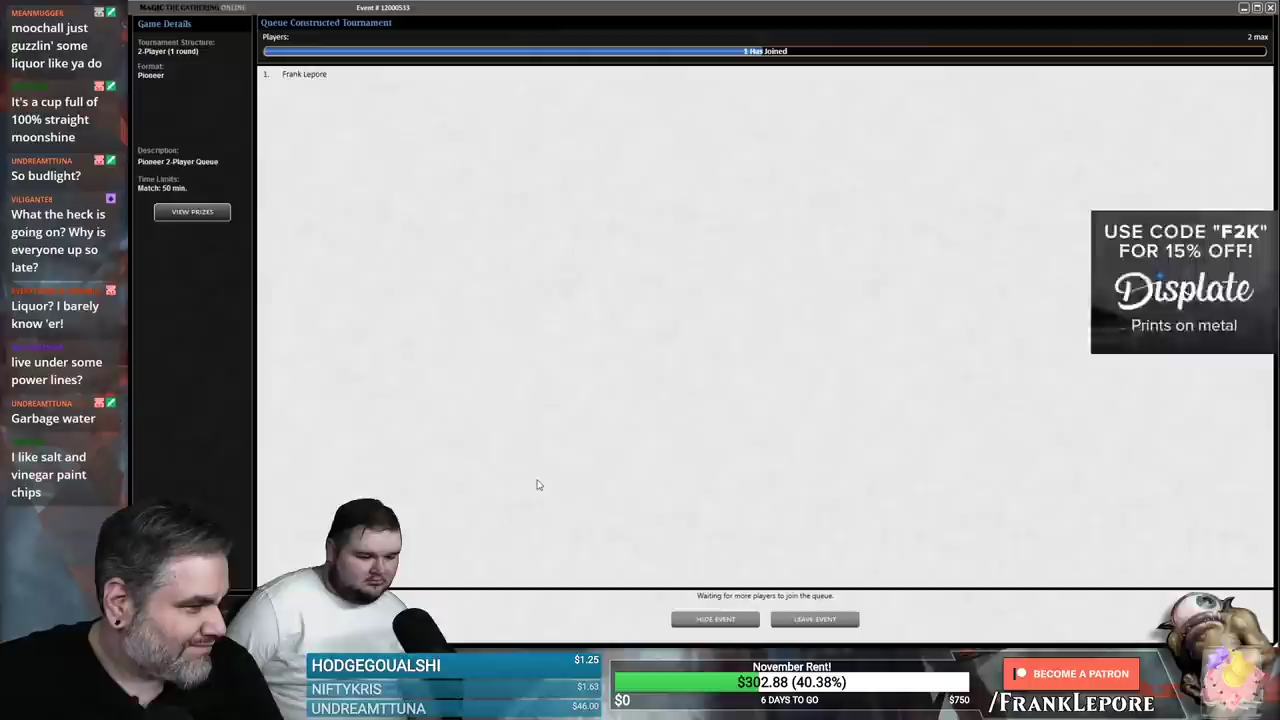 MAGIC THE GATHERING ONLINE
Event # 12000533
MEANMUGGER
moochall just
guzzlin' some
liquor like ya do
It's a cup full of
100% straight
moonshine
UNDREAMTTUNA
So budlight?
VILIGANTE8
What the heck is
going on? Why is
everyone up so
late?
Liquor? I barely
know 'er!
live under some
power lines?
UNDREAMTTUNA
Garbage water
I like salt and
vinegar paint
chips
Game Details
Tournament Structure:
2-Player (1 round)
Format:
Pioneer
Description:
Pioneer 2-Player Queue
Time Limits:
Match: 50 min.
VIEW PRIZES
Queue Constructed Tournament
Players:
2 max
1 Has Joined
1. Frank Lepore
USE CODE "F2K"
FOR 15% OFF!
Displate
Prints on metal
Waiting for more players to join the queue.
HIDE EVENT
LEAVE EVENT
HODGEGOUALSHI $1.25
NIFTYKRIS $1.63
UNDREAMTTUNA $46.00
November Rent!
$302.88 (40.38%)
$0 6 DAYS TO GO $750
BECOME A PATRON
/FRANKLEPORE